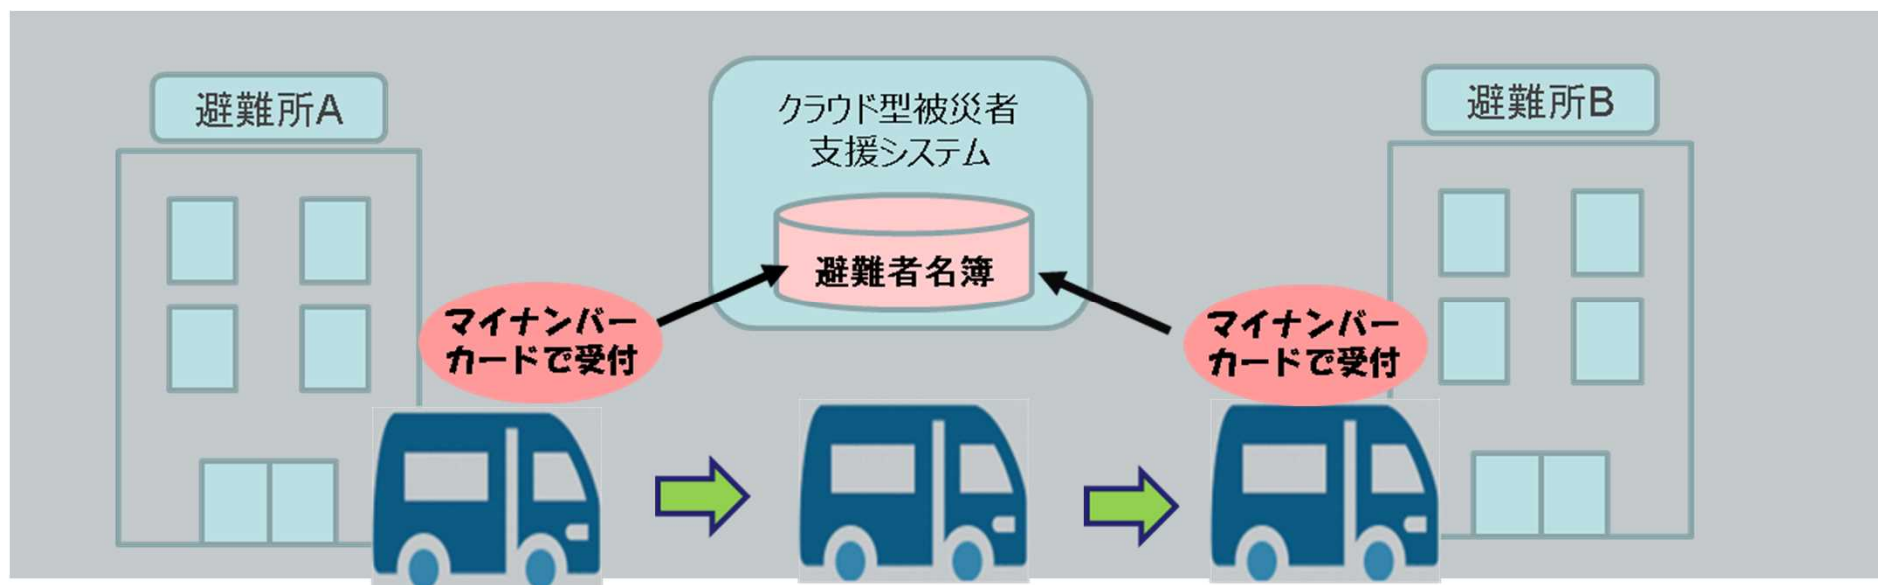 避難所A
クラウド型被災者
支援システム
避難者名簿
避難所B
マイナンバー
カードで受付
マイナンバー
カードで受付